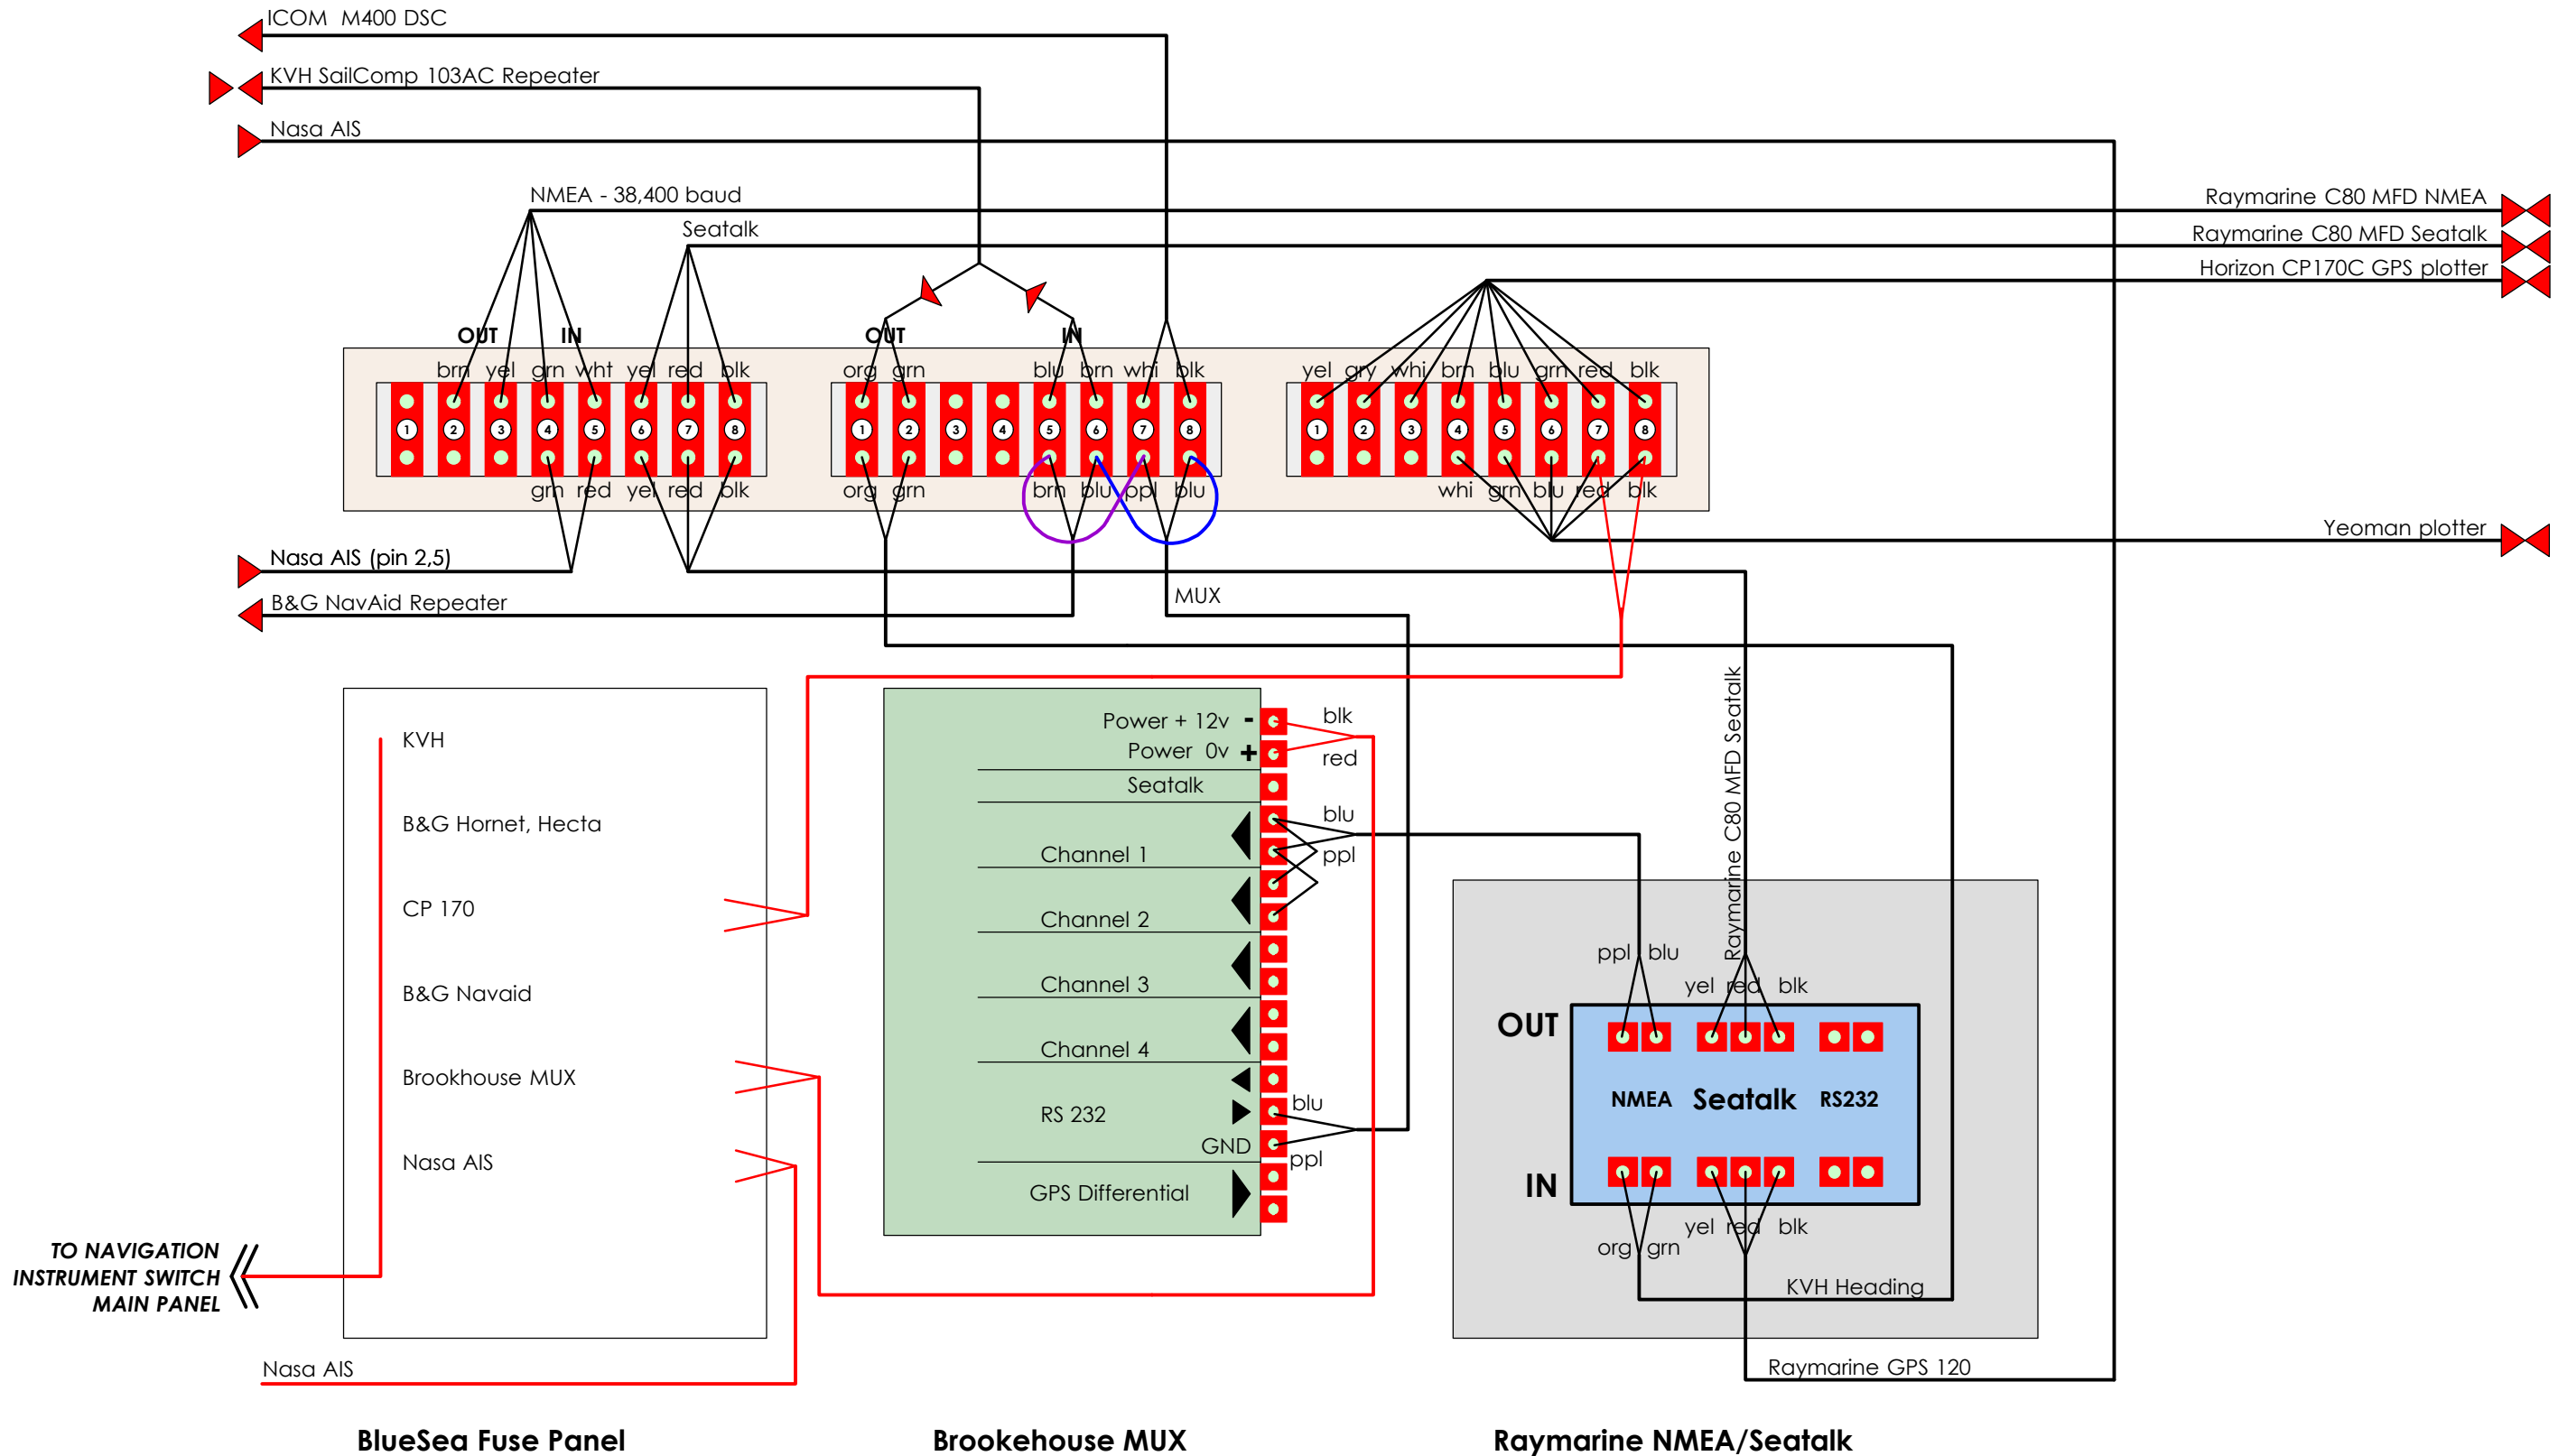 ICOM  M400 DSC
KVH SailComp 103AC Repeater
Nasa AIS
NMEA - 38,400 baud
Raymarine C80 MFD NMEA
Seatalk
Raymarine C80 MFD Seatalk
Horizon CP170C GPS plotter
OUT IN OUT IN
brn yel grn wht yel red blk
org grn blu brn whi blk
yel gry whi brn blu grn red blk
1 2 3 4 5 6 7 8
1 2 3 4 5 6 7 8
1 2 3 4 5 6 7 8
grn red yel red blk
org grn brn blu ppl blu
whi grn blu red blk
Yeoman plotter
Nasa AIS (pin 2,5)
B&G NavAid Repeater
MUX
KVH
B&G Hornet, Hecta
CP 170
B&G Navaid
Brookhouse MUX
Nasa AIS
TO NAVIGATION
INSTRUMENT SWITCH
MAIN PANEL
Nasa AIS
Power + 12v -
blk
Power  0v +
red
Seatalk
blu
Channel 1
ppl
Channel 2
Channel 3
Channel 4
blu
RS 232
GND
ppl
GPS Differential
Raymarine C80 MFD Seatalk
ppl blu
yel red blk
OUT
NMEA Seatalk RS232
IN
yel red blk
org grn
KVH Heading
Raymarine GPS 120
BlueSea Fuse Panel
Brookehouse MUX
Raymarine NMEA/Seatalk